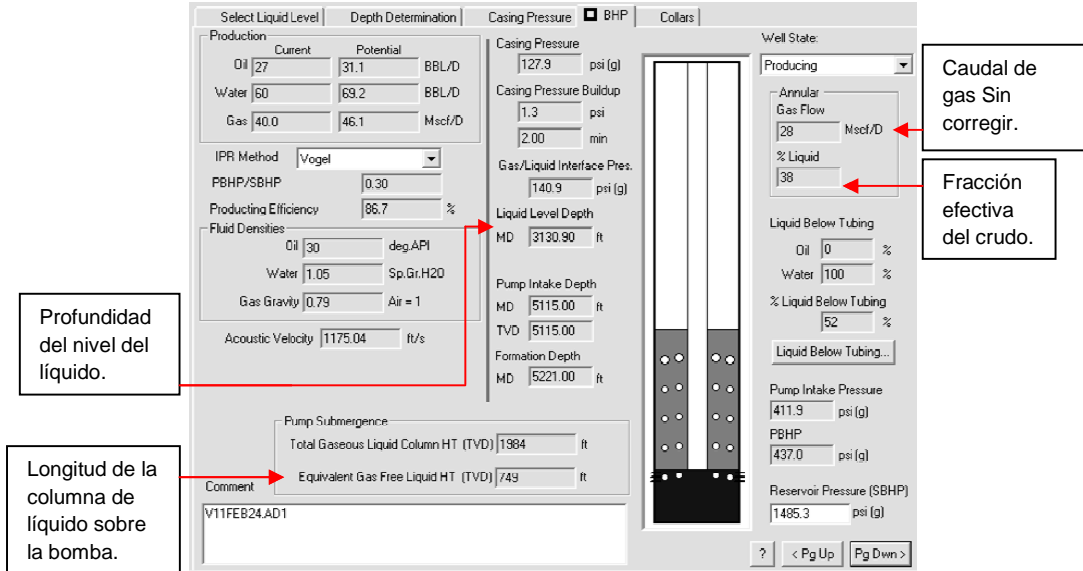 Select Liquid Level
Depth Determination
Casing Pressure
BHP
Collars
Production
Current Potential
Oil 27 31.1 BBL/D
Water 60 69.2 BBL/D
Gas 40.0 46.1 Mscf/D
IPR Method Vogel
PBHP/SBHP 0.30
Producting Efficiency 86.7 %
Fluid Densities
Oil 30 deg.API
Water 1.05 Sp.Gr.H2O
Gas Gravity 0.79 Air = 1
Acoustic Velocity 1175.04 ft/s
Casing Pressure
127.9 psi (g)
Casing Pressure Buildup
1.3 psi
2.00 min
Gas/Liquid Interface Pres.
140.9 psi (g)
Liquid Level Depth
MD 3130.90 ft
Pump Intake Depth
MD 5115.00 ft
TVD 5115.00
Formation Depth
MD 5221.00 ft
Pump Submergence
Total Gaseous Liquid Column HT (TVD) 1984 ft
Equivalent Gas Free Liquid HT (TVD) 749 ft
Comment
V11FEB24.AD1
Well State:
Producing
Annular
Gas Flow
28 Mscf/D
% Liquid
38
Liquid Below Tubing
Oil 0 %
Water 100 %
% Liquid Below Tubing
52 %
Liquid Below Tubing...
Pump Intake Pressure
411.9 psi (g)
PBHP
437.0 psi (g)
Reservoir Pressure (SBHP)
1485.3 psi (g)
? < Pg Up Pg Dwn >
Caudal de
gas Sin
corregir.
Fracción
efectiva
del crudo.
Profundidad
del nivel del
líquido.
Longitud de la
columna de
líquido sobre
la bomba.